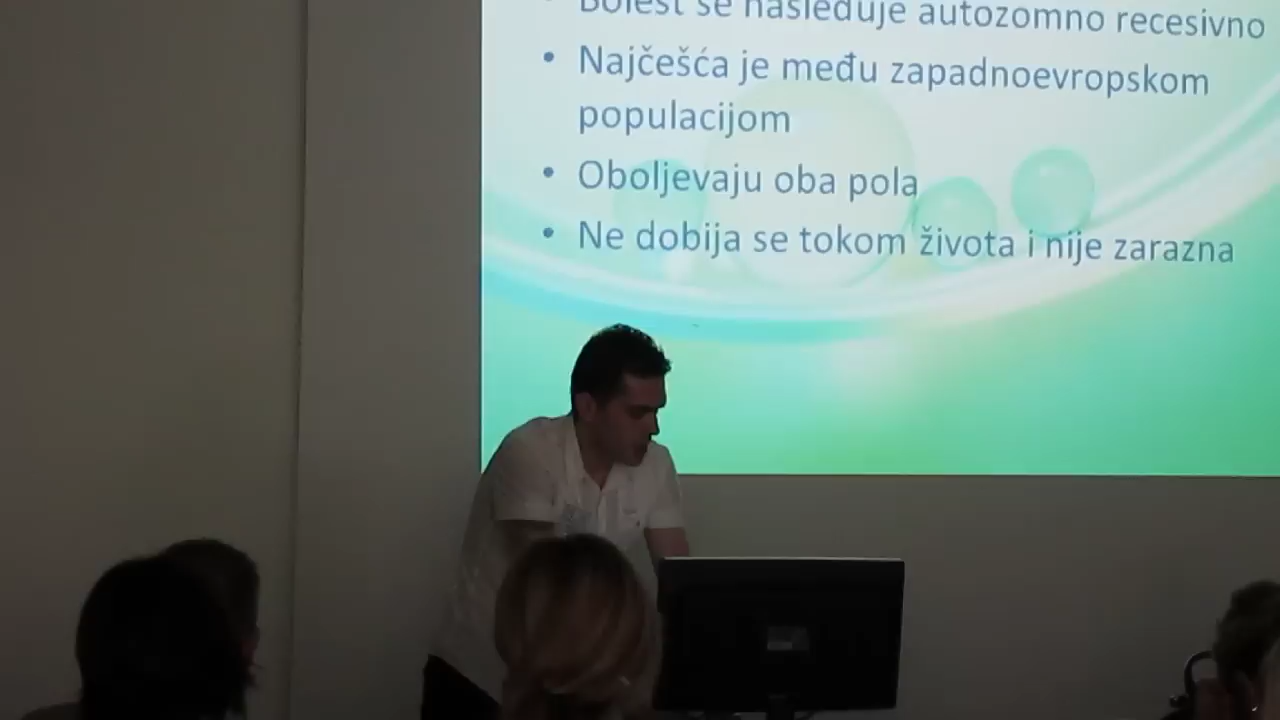 Bolest se nasleđuje autozomno recesivno
• Najčešća je među zapadnoevropskom
populacijom
• Oboljevaju oba pola
• Ne dobija se tokom života i nije zarazna